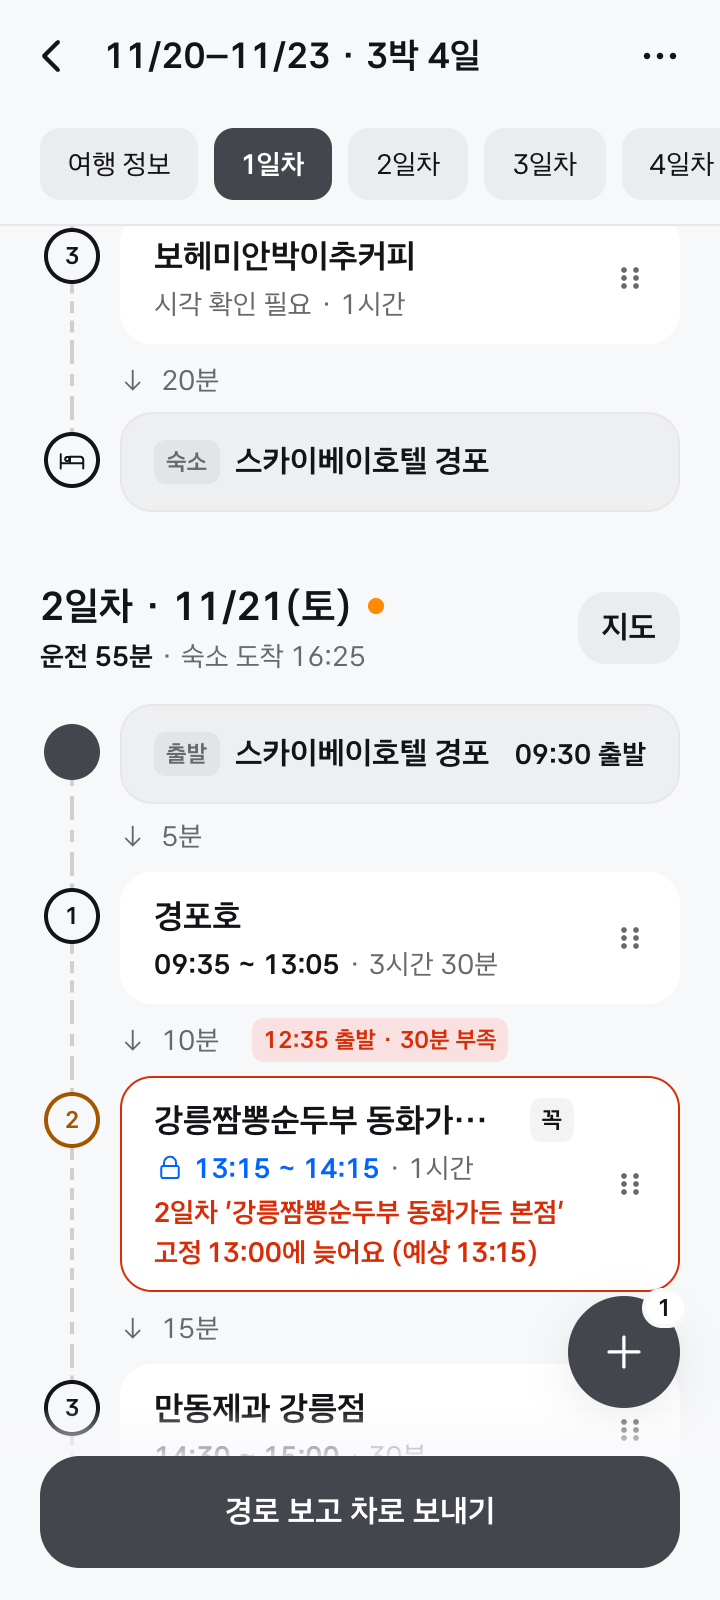 11/20–11/23 · 3박 4일
여행 정보
1일차
2일차
3일차
4일차
3
보헤미안박이추커피
시각 확인 필요 · 1시간
↓ 20분
숙소 스카이베이호텔 경포
2일차 · 11/21(토)
운전 55분 · 숙소 도착 16:25
지도
출발 스카이베이호텔 경포 09:30 출발
↓ 5분
1
경포호
09:35 ~ 13:05 · 3시간 30분
↓ 10분 12:35 출발 · 30분 부족
2
강릉짬뽕순두부 동화가··· 꼭
13:15 ~ 14:15 · 1시간
2일차 '강릉짬뽕순두부 동화가든 본점'
고정 13:00에 늦어요 (예상 13:15)
↓ 15분
1
3
만동제과 강릉점
14:30 ~ 15:00 · 30분
경로 보고 차로 보내기